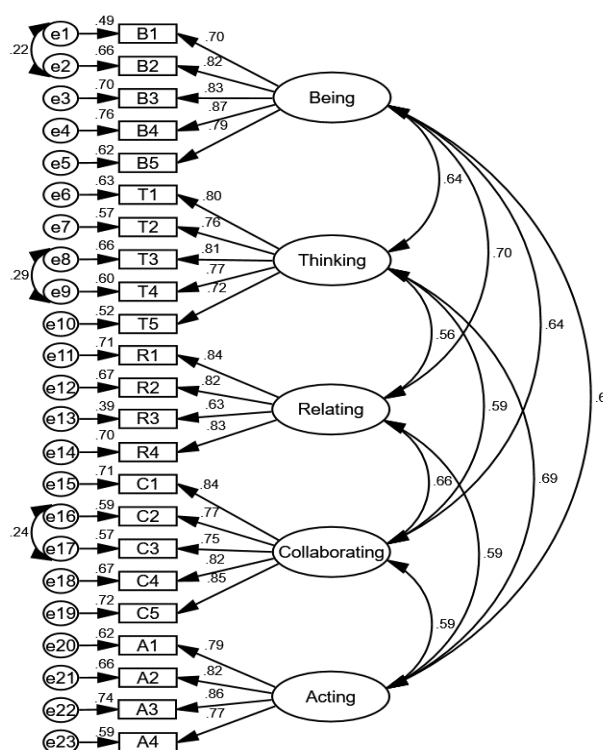 .49
e1 B1 .70
.22
.66
e2 B2 .82
.70
e3 B3 .83 Being
.76
e4 B4 .87
.62
e5 B5 .79
.64
.63
e6 T1 .80
.57
e7 T2 .76
.70
.66
e8 T3 .81 Thinking
.29
.60
e9 T4 .77
.52
e10 T5 .72
.64
.56
.71
e11 R1 .84
.67
e12 R2 .82
.59
.39
e13 R3 .63 Relating
.70
e14 R4 .83
.69
.71
e15 C1 .84
.66
.59
e16 C2 .77
.24
.57
e17 C3 .75 Collaborating
.59
.67
e18 C4 .82
.72
e19 C5 .85
.59
.62
e20 A1 .79
.66
e21 A2 .82
.74
e22 A3 .86 Acting
.59
e23 A4 .77